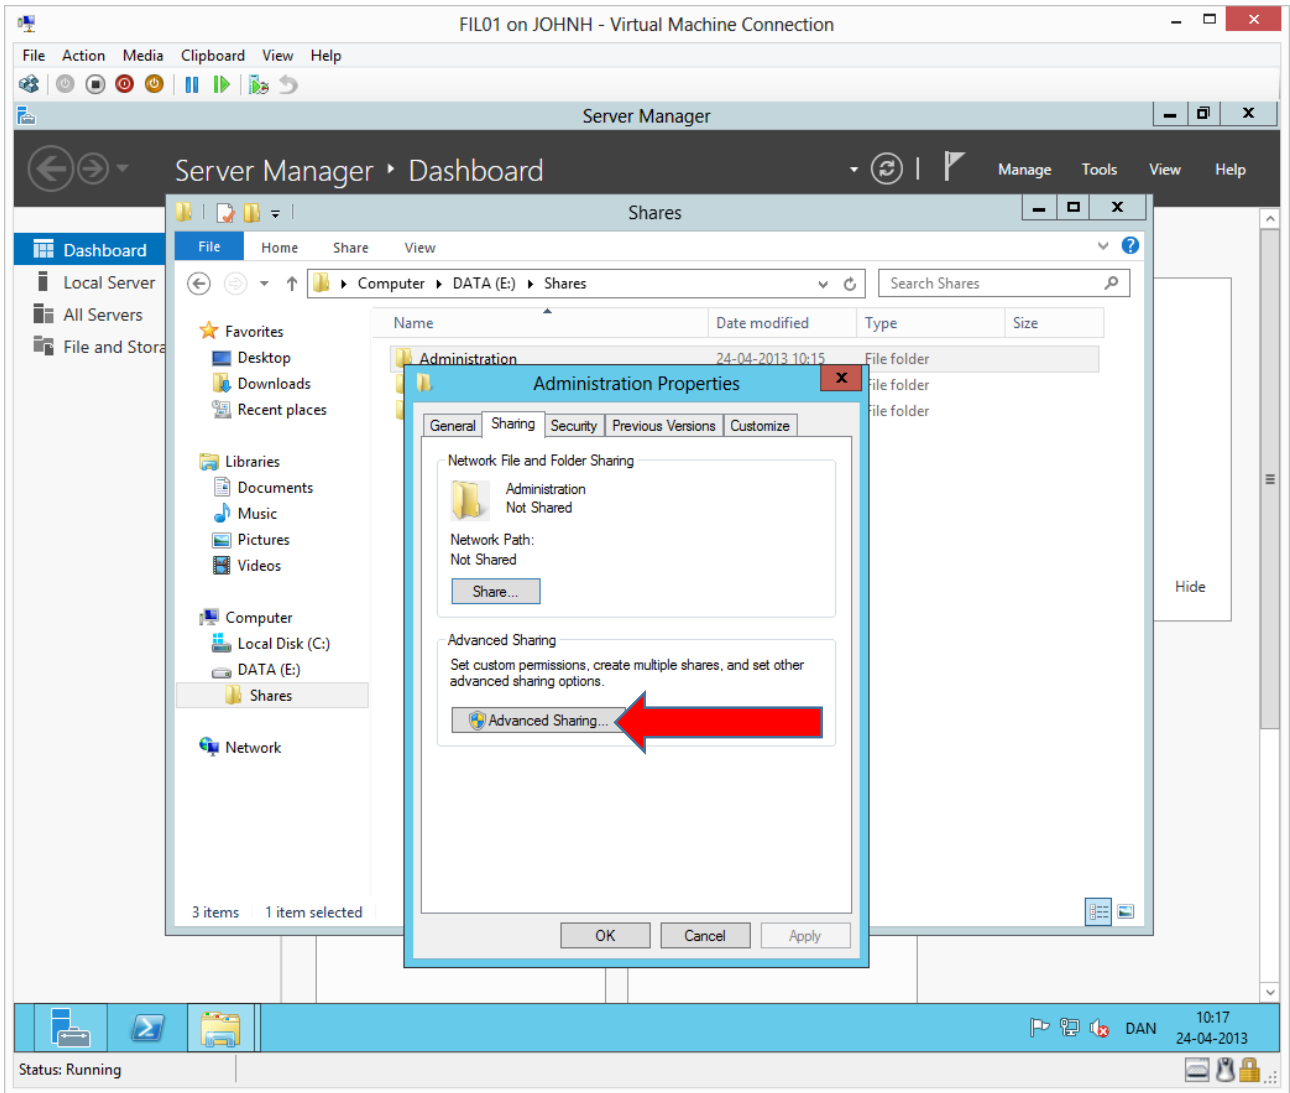 FIL01 on JOHNH - Virtual Machine Connection
File Action Media Clipboard View Help
Server Manager
Server Manager Dashboard
Manage Tools View Help
Shares
Dashboard
Local Server
All Servers
File and Stora
File Home Share View
Computer DATA (E:) Shares
Search Shares
Name Date modified Type Size
Administration 24-04-2013 10:15 File folder
File folder
File folder
Favorites
Desktop
Downloads
Recent places
Libraries
Documents
Music
Pictures
Videos
Computer
Local Disk (C:)
DATA (E:)
Shares
Network
3 items 1 item selected
Administration Properties
General Sharing Security Previous Versions Customize
Network File and Folder Sharing
Administration
Not Shared
Network Path:
Not Shared
Share...
Advanced Sharing
Set custom permissions, create multiple shares, and set other
advanced sharing options.
Advanced Sharing...
OK Cancel Apply
Hide
DAN
10:17
24-04-2013
Status: Running